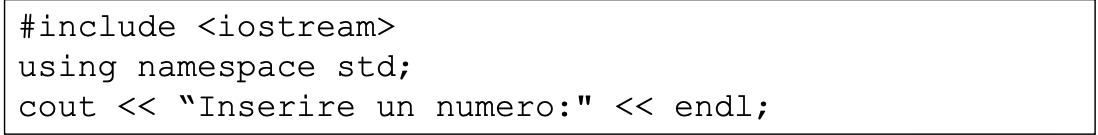 #include <iostream>
using namespace std;
cout << “Inserire un numero:" << endl;